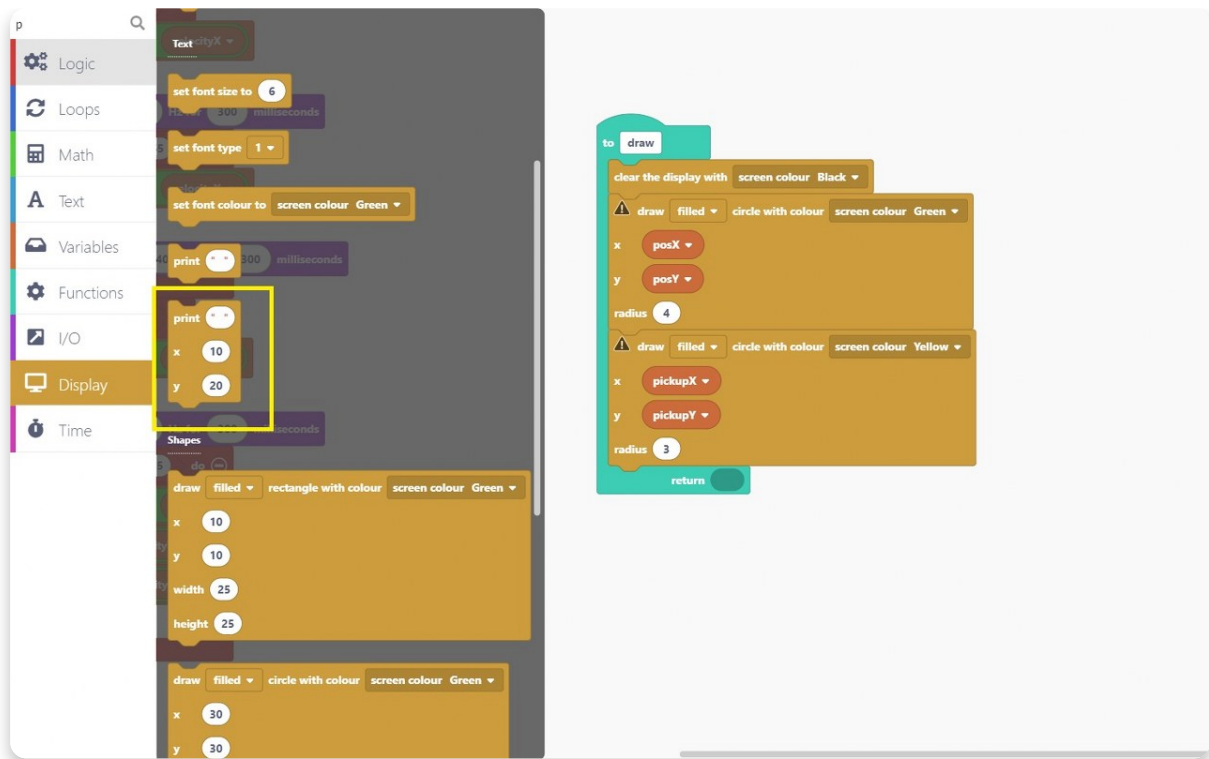 p
Logic
Loops
Math
Text
Variables
Functions
I/O
Display
Time
Text
set font size to 6
300 milliseconds
set font type 1
set font colour to screen colour Green
print " "
300 milliseconds
print " "
x 10
y 20
Shapes
do
draw filled rectangle with colour screen colour Green
x 10
y 10
width 25
height 25
draw filled circle with colour screen colour Green
x 30
y 30
to draw
clear the display with screen colour Black
draw filled circle with colour screen colour Green
x posX
y posY
radius 4
draw filled circle with colour screen colour Yellow
x pickupX
y pickupY
radius 3
return